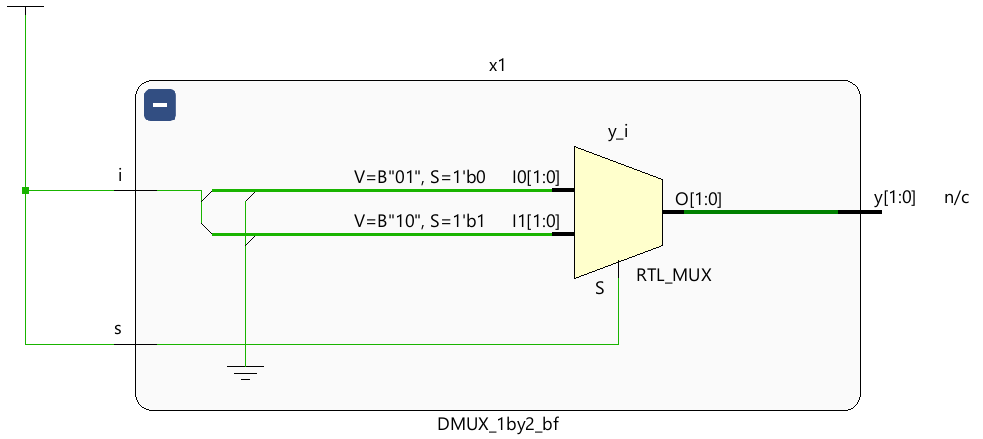 x1
y_i
i
V=B"01", S=1'b0 I0[1:0]
O[1:0]
y[1:0] n/c
V=B"10", S=1'b1 I1[1:0]
RTL_MUX
S
s
DMUX_1by2_bf